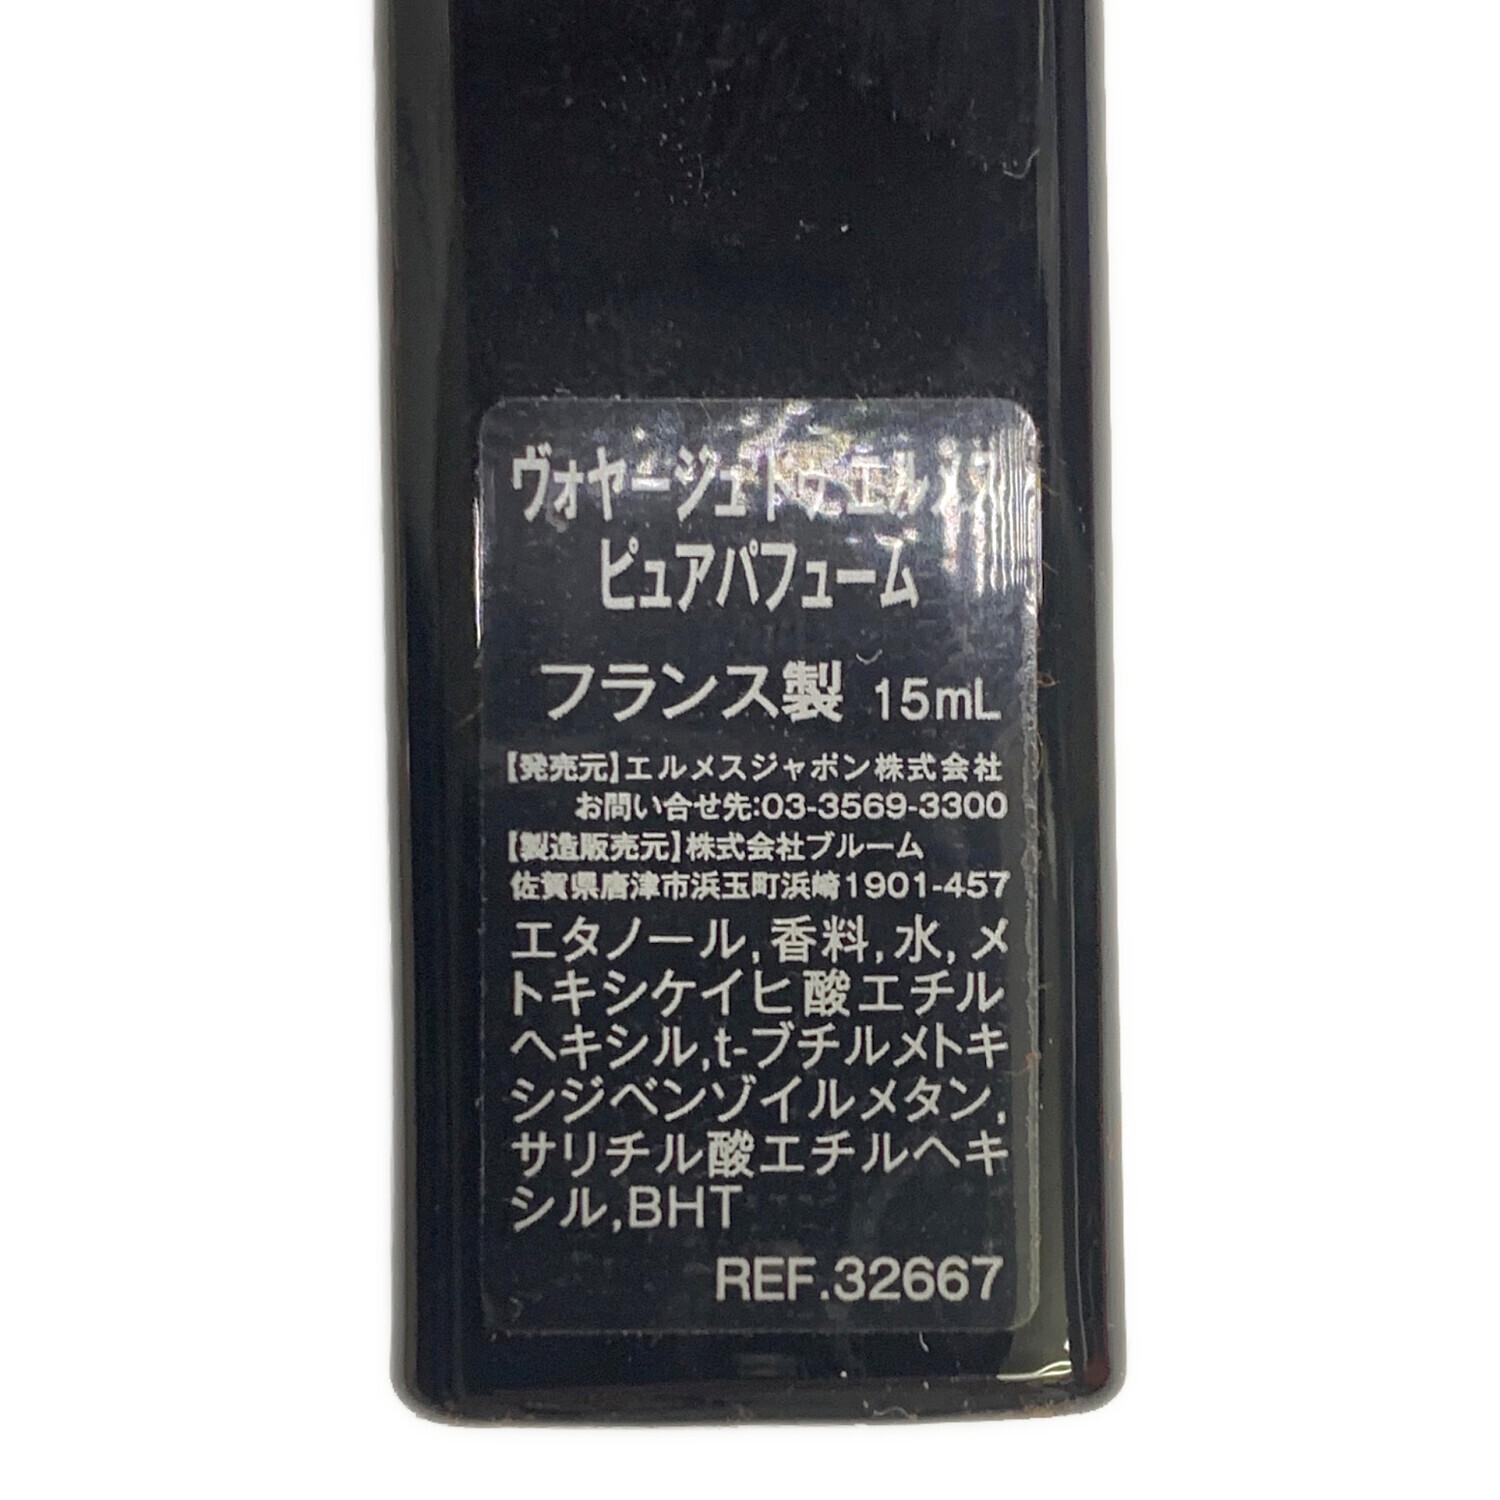 ヴォヤージュ ドゥ エルメス
ピュアパフューム
フランス製 15mL
【発売元】エルメスジャポン株式会社
お問い合せ先:03-3569-3300
【製造販売元】株式会社ブルーム
佐賀県唐津市浜玉町浜崎1901-457
エタノール,香料,水,メ
トキシケイヒ酸エチル
ヘキシル,t-ブチルメトキ
シジベンゾイルメタン,
サリチル酸エチルヘキ
シル,BHT
REF.32667